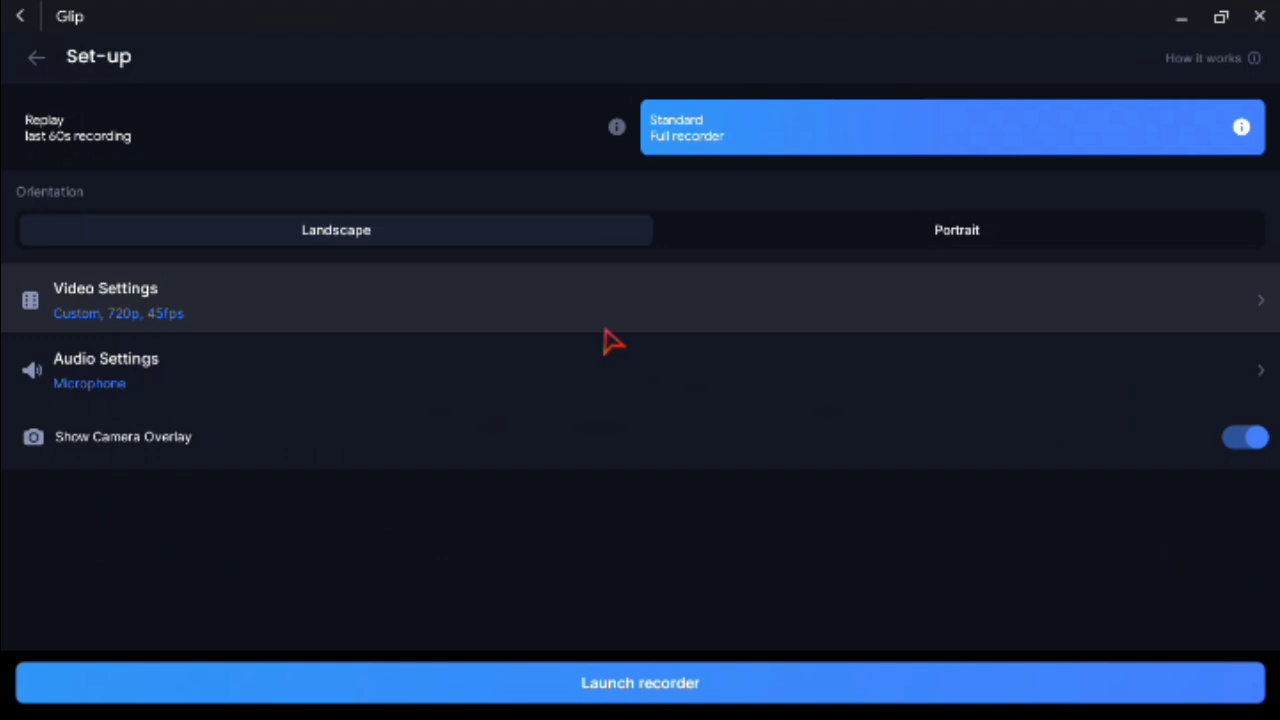 Glip
Set-up
How it works
Replay
last 60s recording
Standard
Full recorder
Orientation
Landscape
Portrait
Video Settings
Custom, 720p, 45fps
Audio Settings
Microphone
Show Camera Overlay
Launch recorder